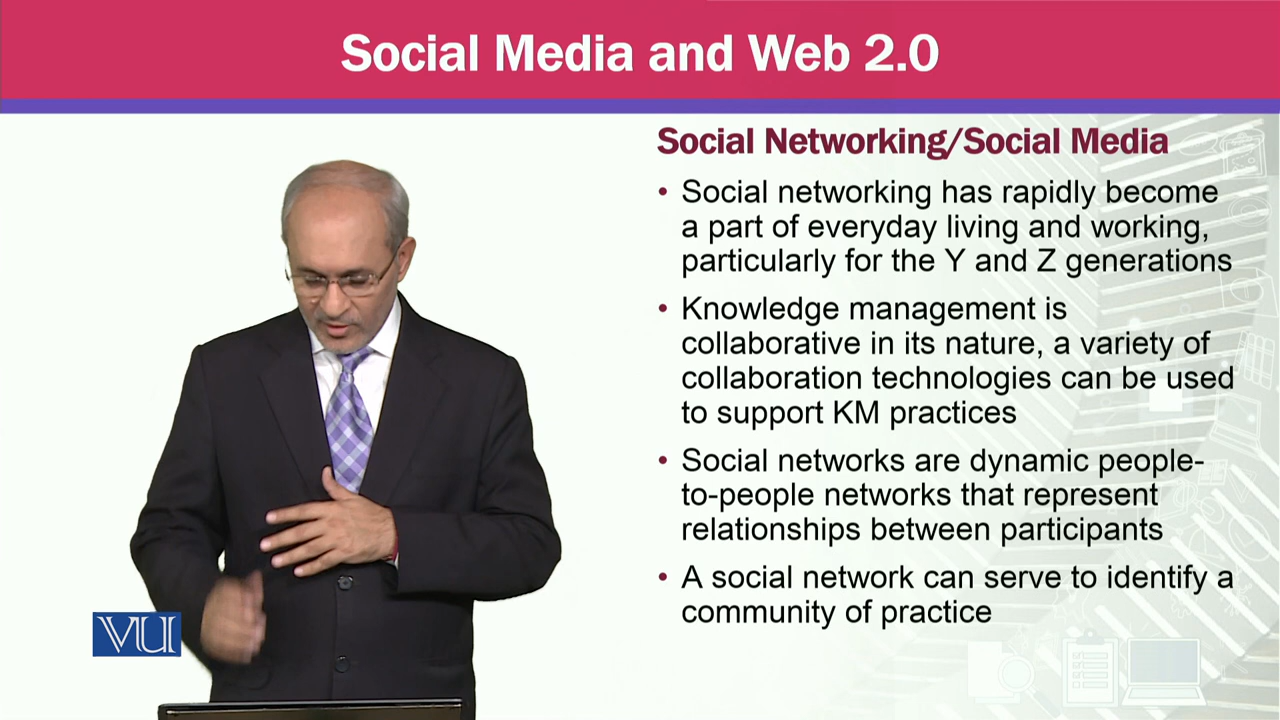 Social Media and Web 2.0
Social Networking/Social Media
• Social networking has rapidly become
a part of everyday living and working,
particularly for the Y and Z generations
• Knowledge management is
collaborative in its nature, a variety of
collaboration technologies can be used
to support KM practices
• Social networks are dynamic people-
to-people networks that represent
relationships between participants
• A social network can serve to identify a
community of practice
VU